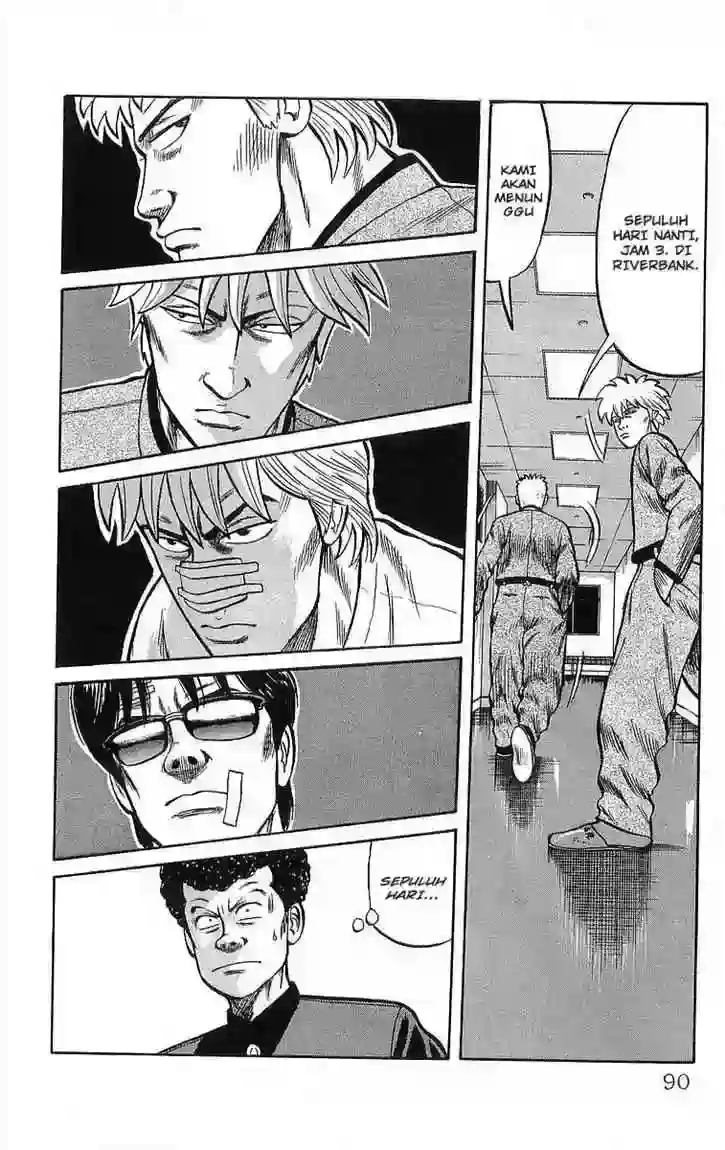 SEPULUH
HARI NANTI,
JAM 3. DI
RIVERBANK.
KAMI
AKAN
MENUN
GGU
SEPULUH
HARI...
90